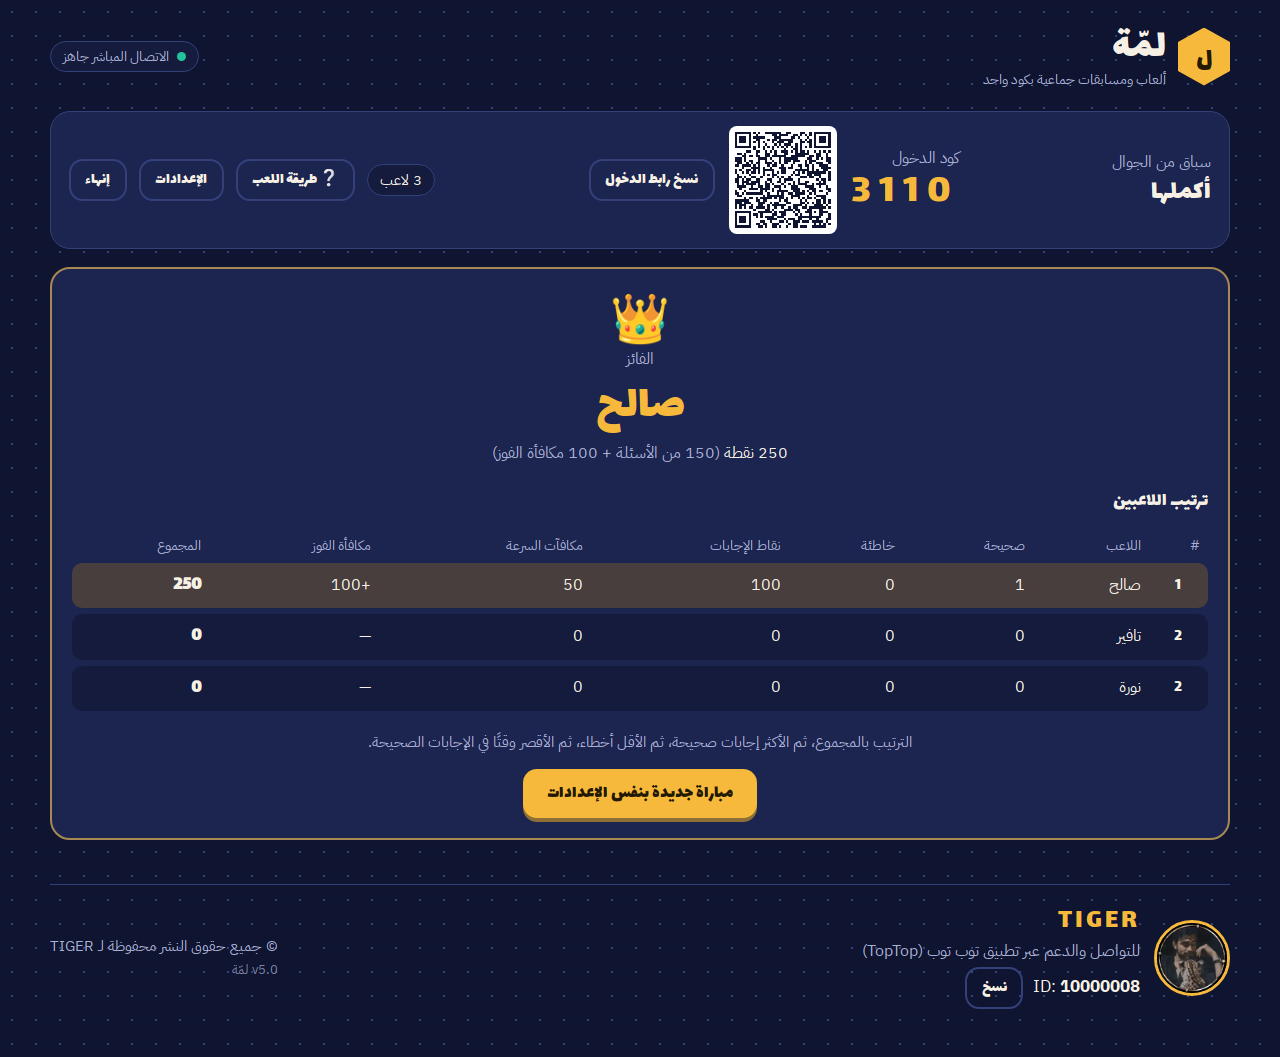 ل
لمّة
ألعاب ومسابقات جماعية بكود واحد
الاتصال المباشر جاهز
سباق من الجوال
أكملها
كود الدخول
3110
نسخ رابط الدخول
3 لاعب
❔ طريقة اللعب
الإعدادات
إنهاء
الفائز
صالح
250 نقطة (150 من الأسئلة + 100 مكافأة الفوز)
ترتيب اللاعبين
# اللاعب صحيحة خاطئة نقاط الإجابات مكافآت السرعة مكافأة الفوز المجموع
1 صالح 1 0 100 50 +100 250
2 تافير 0 0 0 0 — 0
2 نورة 0 0 0 0 — 0
الترتيب بالمجموع، ثم الأكثر إجابات صحيحة، ثم الأقل أخطاء، ثم الأقصر وقتًا في الإجابات الصحيحة.
مباراة جديدة بنفس الإعدادات
TIGER
للتواصل والدعم عبر تطبيق توب توب (TopTop)
ID: 10000008
نسخ
© جميع حقوق النشر محفوظة لـ TIGER
لمّة v5.0